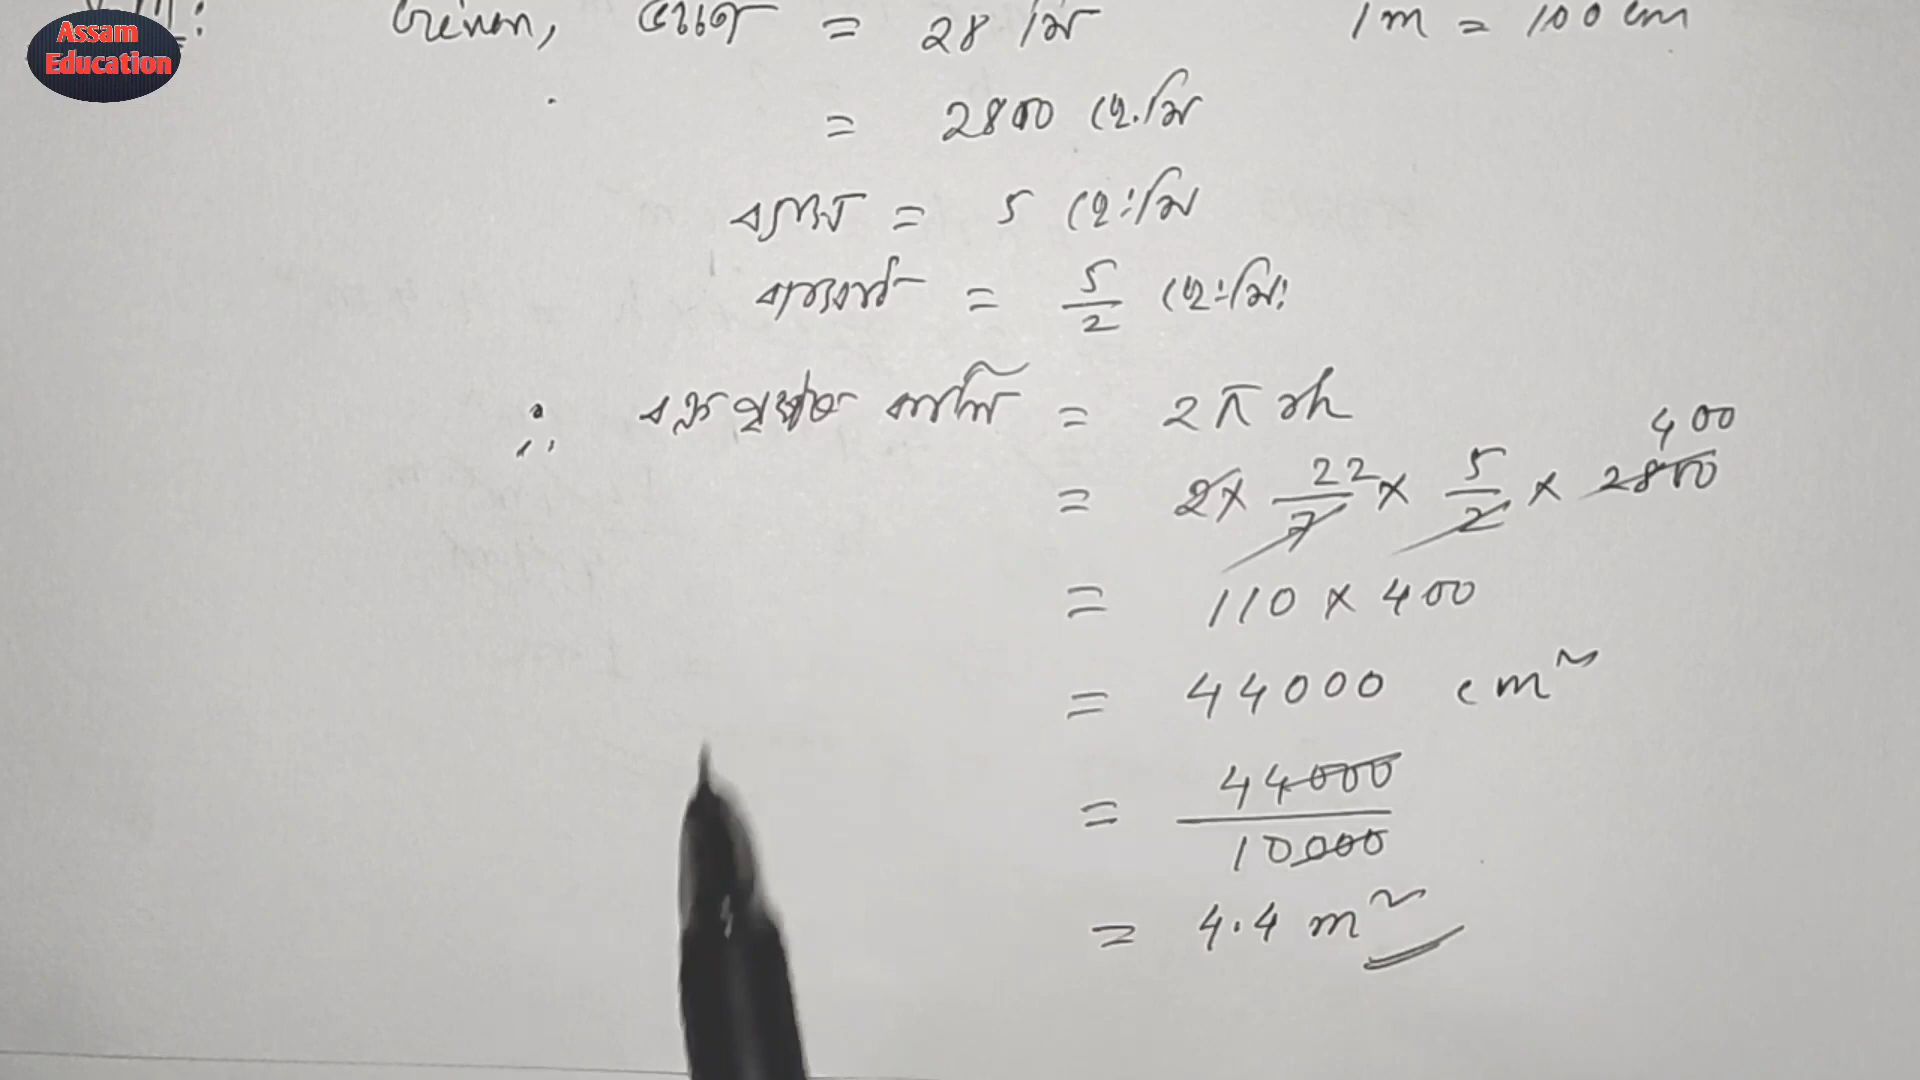 Assam
Education
Given, = 28 মি 1m = 100 cm
= 2800 ছে.মি
ব্যাস = 5 ছেঃমি
ব্যাসাৰ্ধ = 5/2 ছেঃমিঃ
∴ বক্ৰপৃষ্ঠৰ কালি = 2πrh
400
= 2 × 22/7 × 5/2 × 2800
= 110 × 400
= 44000 cm²
= 44000/10000
= 4.4 m²